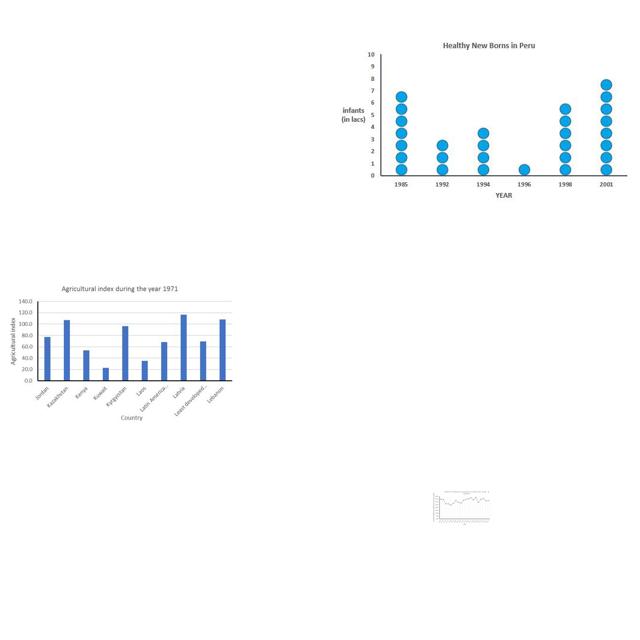 Healthy New Borns in Peru
10
9
8
7
6
5
4
3
2
1
0
infants
(in lacs)
1985 1992 1994 1996 1998 2001
YEAR
Agricultural index during the year 1971
140.0
120.0
100.0
80.0
60.0
40.0
20.0
0.0
Agricultural index
Jordan Kazakhstan Kenya Kuwait Kyrgyzstan Laos Latin America... Latvia Least developed... Lebanon
Country